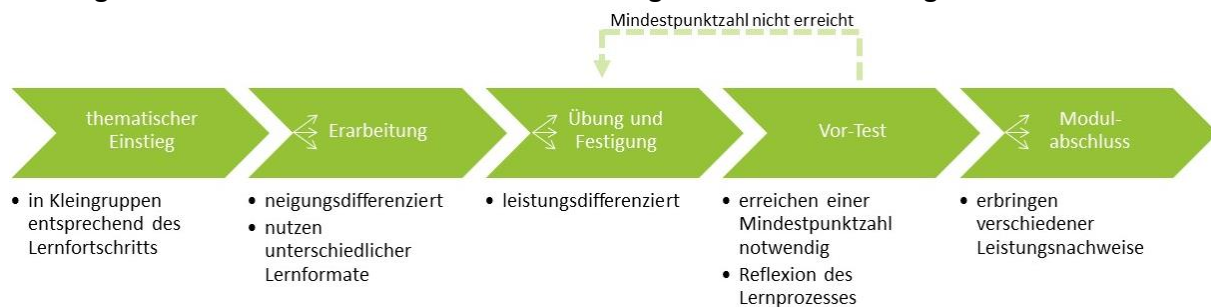 Mindestpunktzahl nicht erreicht
thematischer
Einstieg
Erarbeitung
Übung und
Festigung
Vor-Test
Modul-
abschluss
• in Kleingruppen
entsprechend des
Lernfortschritts
• neigungsdifferenziert
• nutzen
unterschiedlicher
Lernformate
• leistungsdifferenziert
• erreichen einer
Mindestpunktzahl
notwendig
• Reflexion des
Lernprozesses
• erbringen
verschiedener
Leistungsnachweise